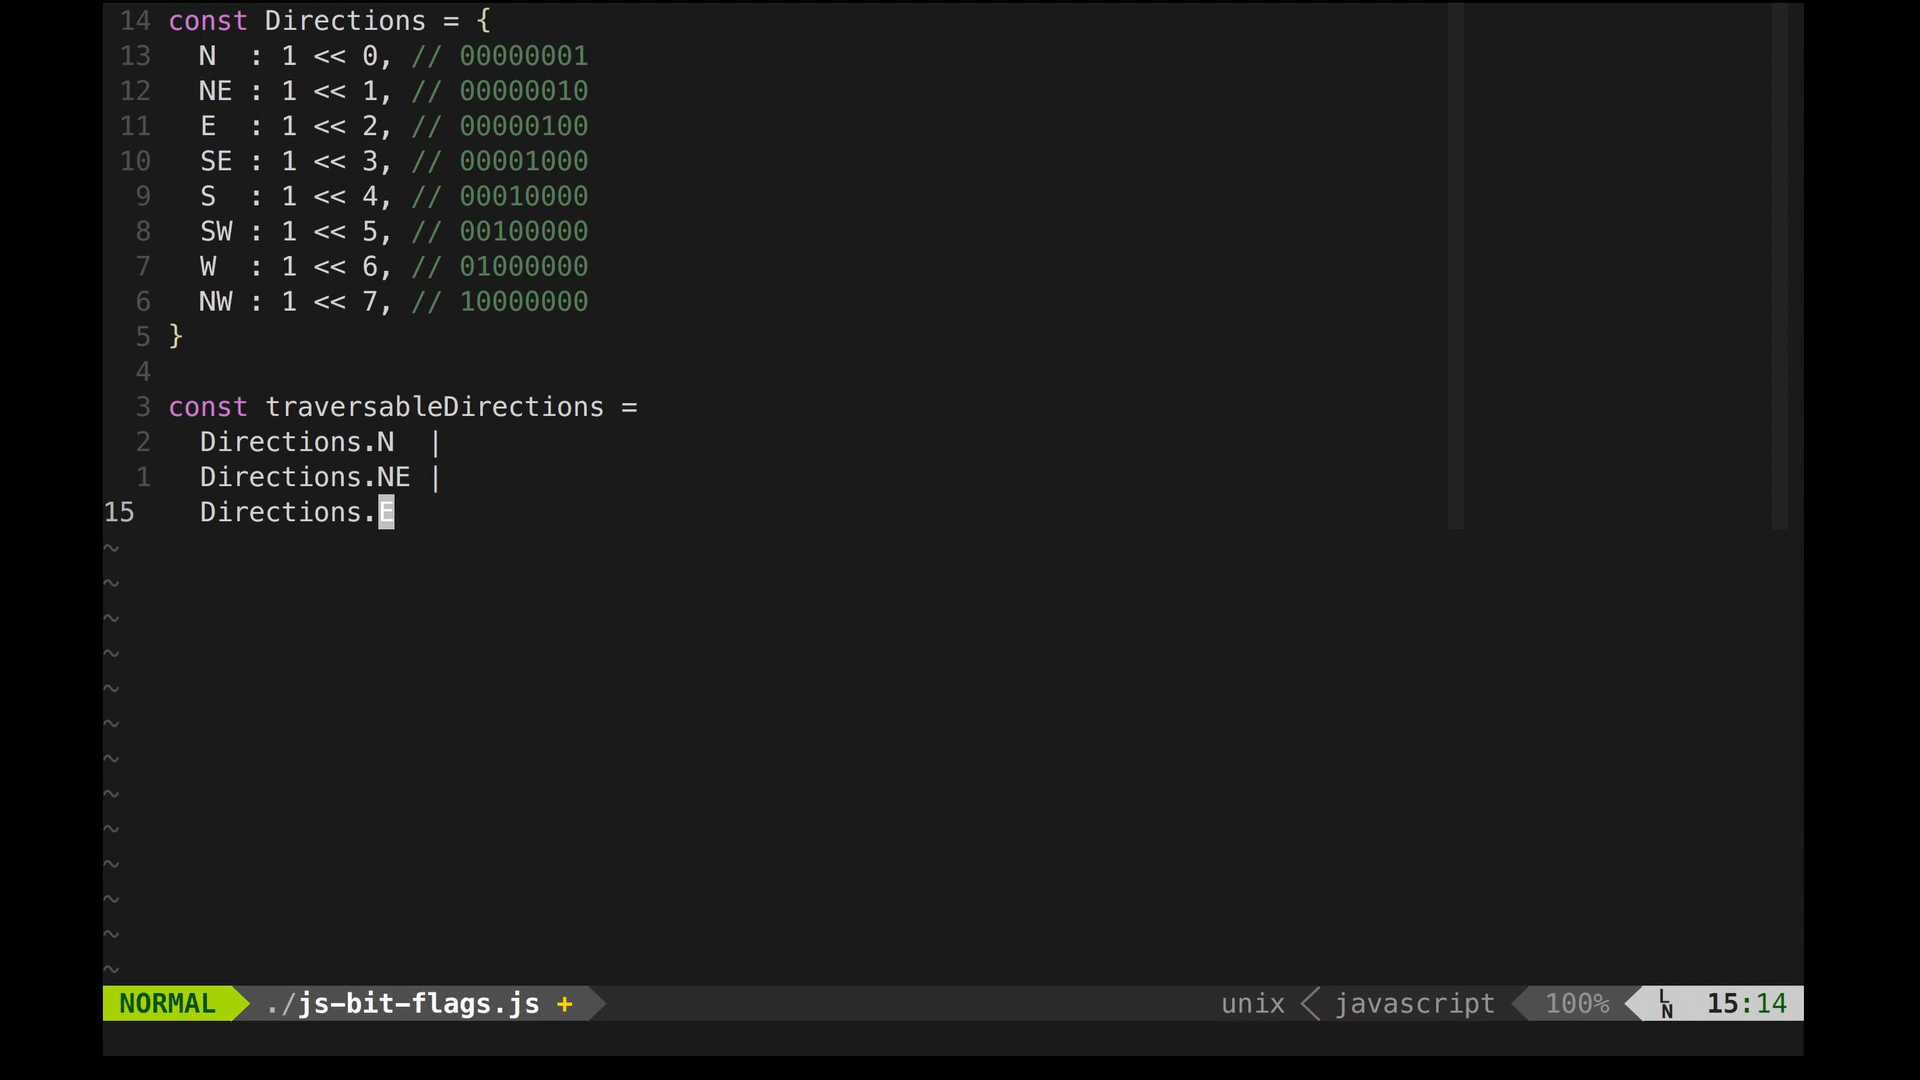 14 const Directions = {
13   N  : 1 << 0, // 00000001
12   NE : 1 << 1, // 00000010
11   E  : 1 << 2, // 00000100
10   SE : 1 << 3, // 00001000
 9   S  : 1 << 4, // 00010000
 8   SW : 1 << 5, // 00100000
 7   W  : 1 << 6, // 01000000
 6   NW : 1 << 7, // 10000000
 5 }
 4
 3 const traversableDirections =
 2   Directions.N  |
 1   Directions.NE |
15   Directions.E
~
~
~
~
~
~
~
~
~
~
~
~
~
NORMAL ./js-bit-flags.js + unix < javascript 100% LN 15:14